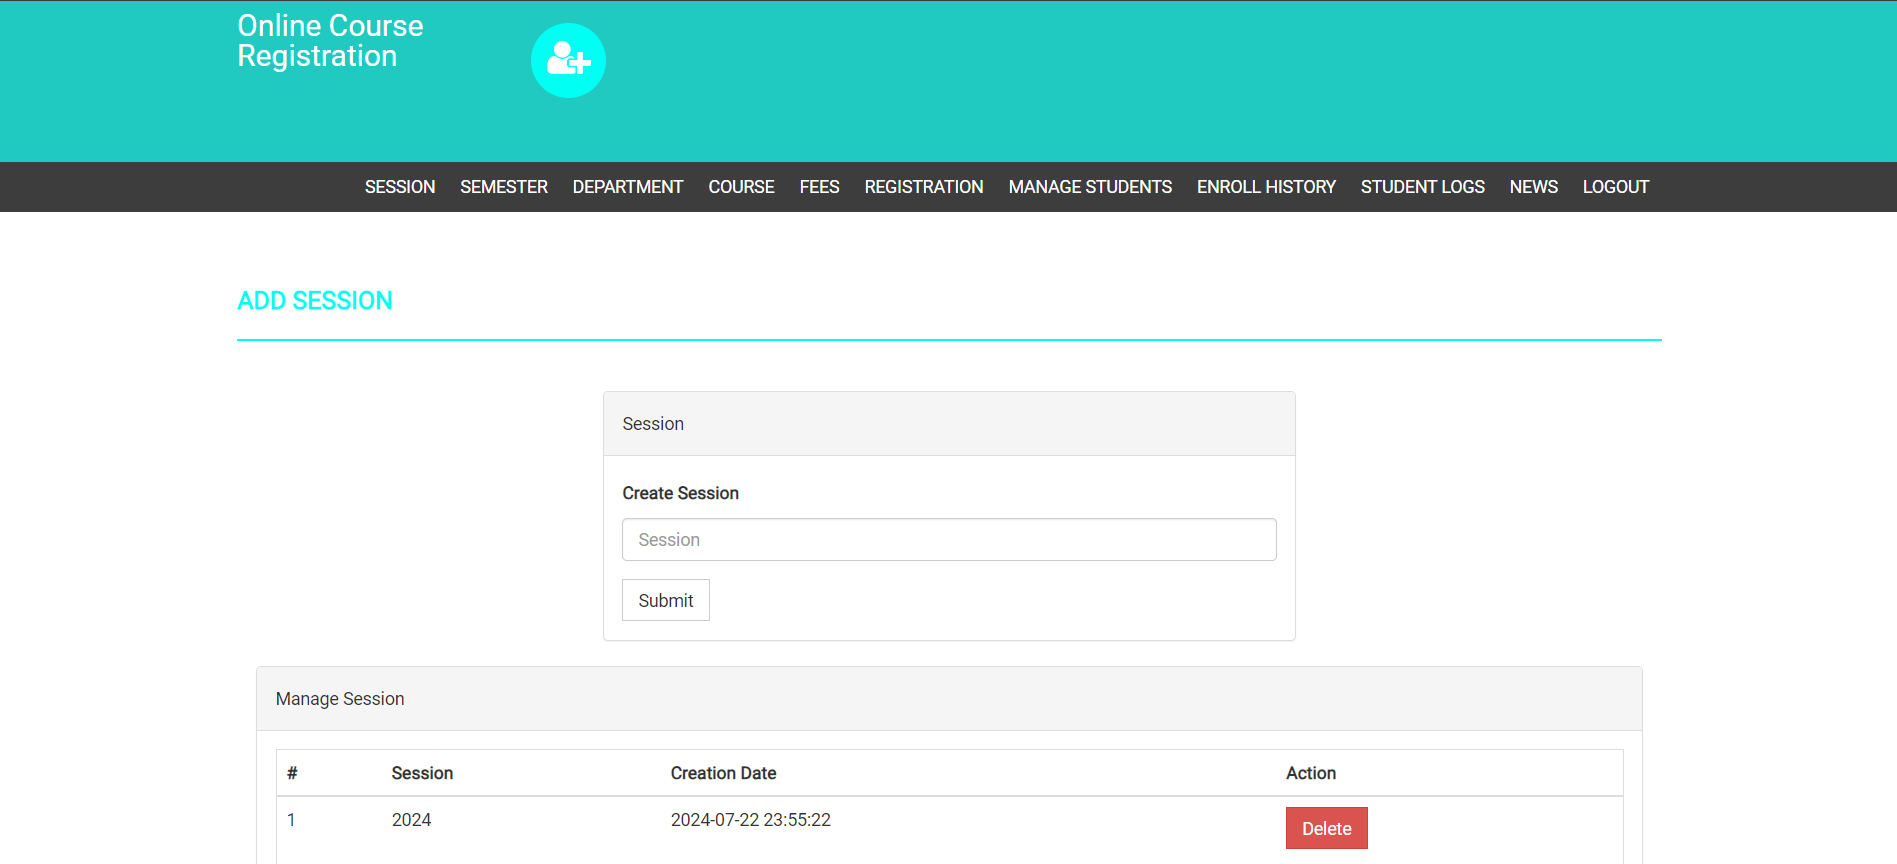 Online Course
Registration
SESSION SEMESTER DEPARTMENT COURSE FEES REGISTRATION MANAGE STUDENTS ENROLL HISTORY STUDENT LOGS NEWS LOGOUT
ADD SESSION
Session
Create Session
Session
Submit
Manage Session
# Session Creation Date Action
1 2024 2024-07-22 23:55:22 Delete